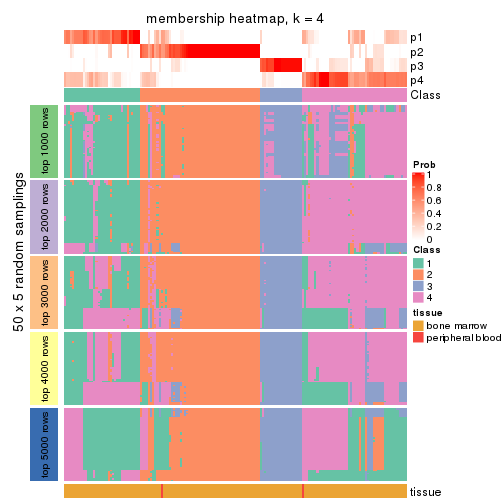 membership heatmap, k = 4
p1
p2
p3
p4
Class
50 x 5 random samplings
top 1000 rows
top 2000 rows
top 3000 rows
top 4000 rows
top 5000 rows
Prob
1
0.8
0.6
0.4
0.2
0
Class
1
2
3
4
tissue
bone marrow
peripheral blood
tissue